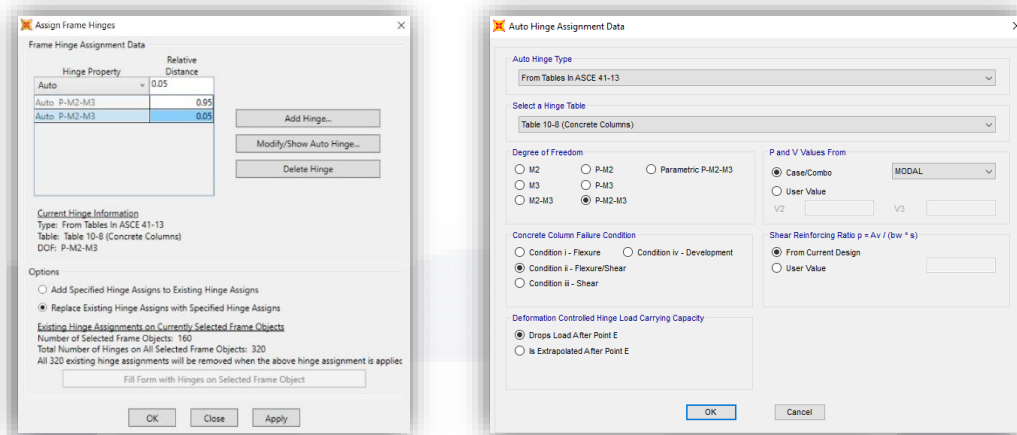 Assign Frame Hinges
Frame Hinge Assignment Data
Relative
Hinge Property Distance
Auto 0.05
Auto P-M2-M3 0.95
Auto P-M2-M3 0.05
Add Hinge...
Modify/Show Auto Hinge...
Delete Hinge
Current Hinge Information
Type: From Tables In ASCE 41-13
Table: Table 10-8 (Concrete Columns)
DOF: P-M2-M3
Options
Add Specified Hinge Assigns to Existing Hinge Assigns
Replace Existing Hinge Assigns with Specified Hinge Assigns
Existing Hinge Assignments on Currently Selected Frame Objects
Number of Selected Frame Objects: 160
Total Number of Hinges on All Selected Frame Objects: 320
All 320 existing hinge assignments will be removed when the above hinge assignment is applied
Fill Form with Hinges on Selected Frame Object
OK Close Apply
Auto Hinge Assignment Data
Auto Hinge Type
From Tables In ASCE 41-13
Select a Hinge Table
Table 10-8 (Concrete Columns)
Degree of Freedom
M2 P-M2 Parametric P-M2-M3
M3 P-M3
M2-M3 P-M2-M3
P and V Values From
Case/Combo MODAL
User Value
V2 V3
Concrete Column Failure Condition
Condition i - Flexure Condition iv - Development
Condition ii - Flexure/Shear
Condition iii - Shear
Shear Reinforcing Ratio p = Av / (bw * s)
From Current Design
User Value
Deformation Controlled Hinge Load Carrying Capacity
Drops Load After Point E
Is Extrapolated After Point E
OK Cancel